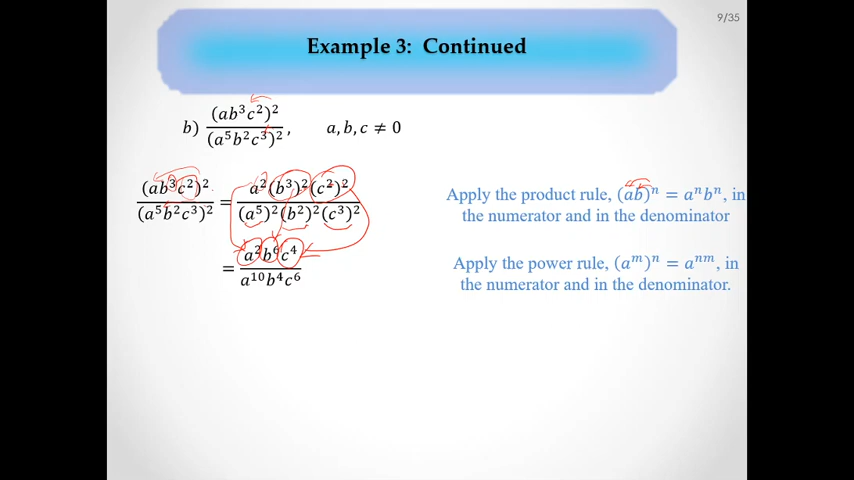 9/35
Example 3: Continued
b) (ab³c²)² / (a⁵b²c³)², a, b, c ≠ 0
(ab³c²)² / (a⁵b²c³)² = a²(b³)²(c²)² / (a⁵)²(b²)²(c³)²
Apply the product rule, (ab)ⁿ = aⁿbⁿ, in
the numerator and in the denominator
= a²b⁶c⁴ / a¹⁰b⁴c⁶
Apply the power rule, (aᵐ)ⁿ = aⁿᵐ, in
the numerator and in the denominator.